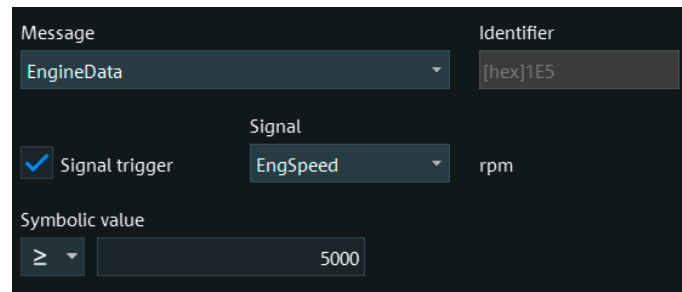 Message Identifier
EngineData [hex]1E5
Signal
Signal trigger EngSpeed rpm
Symbolic value
≥ 5000